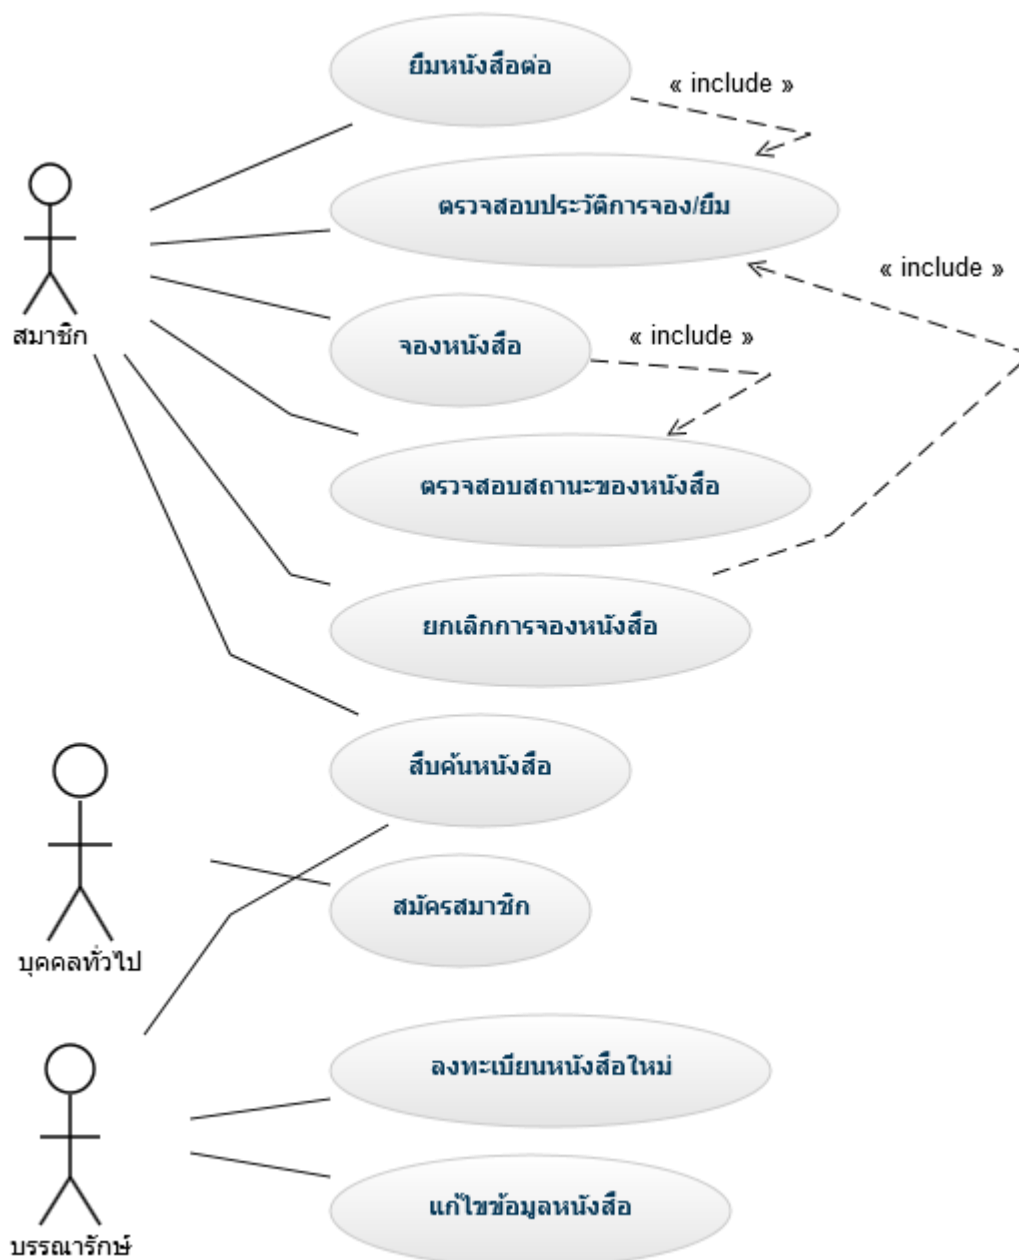 ยืมหนังสือต่อ
« include »
ตรวจสอบประวัติการจอง/ยืม
« include »
สมาชิก
จองหนังสือ
« include »
ตรวจสอบสถานะของหนังสือ
ยกเลิกการจองหนังสือ
สืบค้นหนังสือ
สมัครสมาชิก
บุคคลทั่วไป
ลงทะเบียนหนังสือใหม่
แก้ไขข้อมูลหนังสือ
บรรณารักษ์